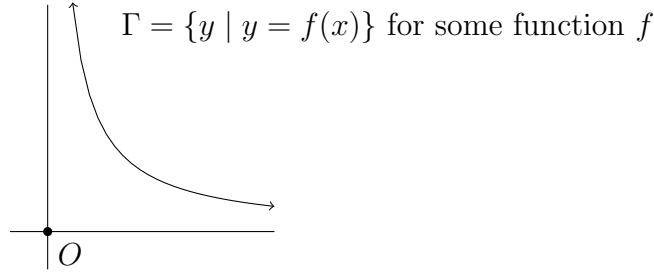 Γ = {y | y = f(x)} for some function f
O